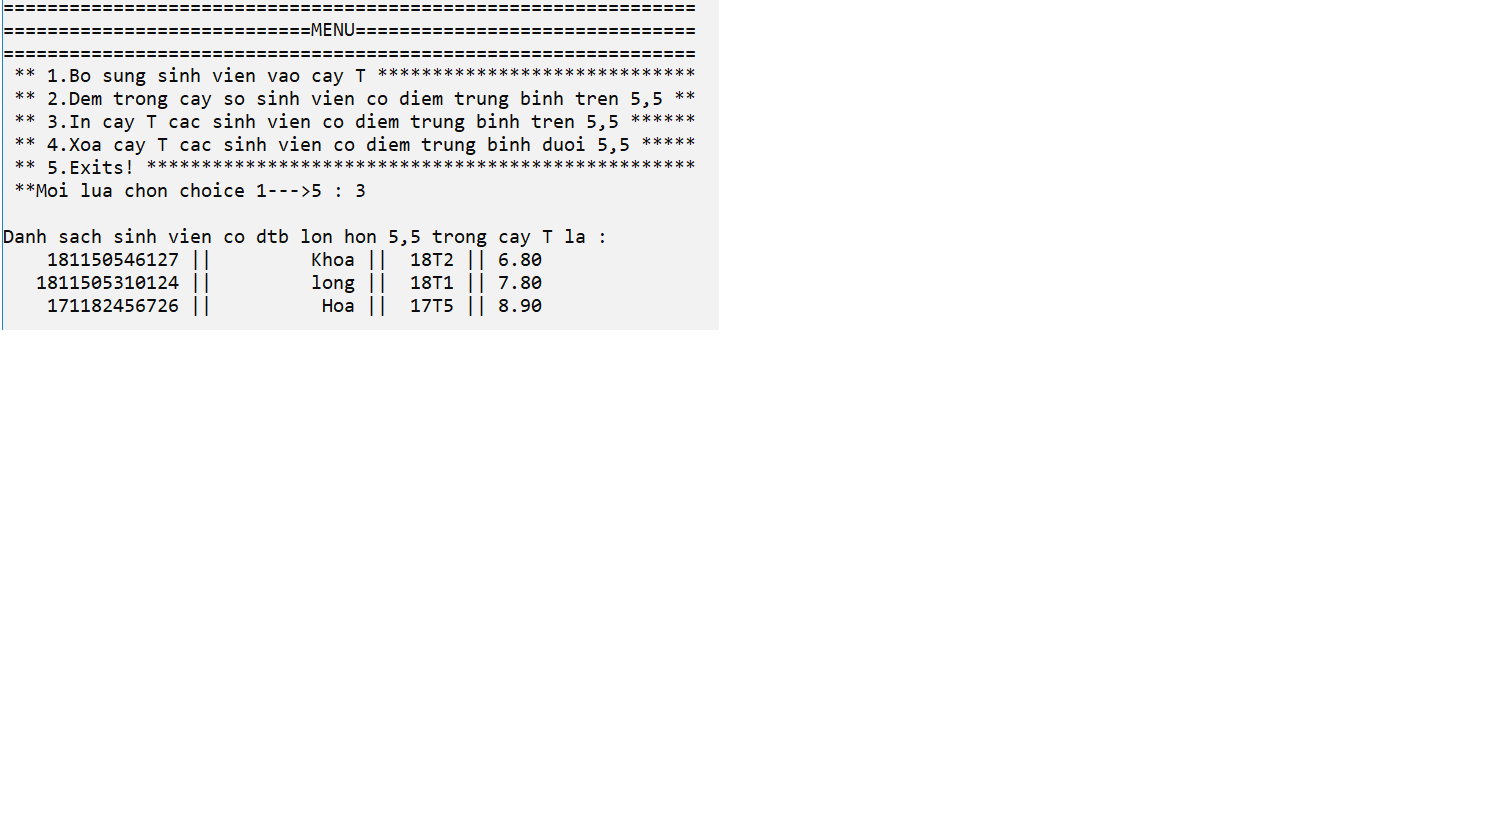 ===============================================================
============================MENU===============================
===============================================================
** 1.Bo sung sinh vien vao cay T *****************************
** 2.Dem trong cay so sinh vien co diem trung binh tren 5,5 **
** 3.In cay T cac sinh vien co diem trung binh tren 5,5 ******
** 4.Xoa cay T cac sinh vien co diem trung binh duoi 5,5 *****
** 5.Exits! **************************************************
**Moi lua chon choice 1--->5 : 3
Danh sach sinh vien co dtb lon hon 5,5 trong cay T la :
181150546127 || Khoa || 18T2 || 6.80
1811505310124 || long || 18T1 || 7.80
171182456726 || Hoa || 17T5 || 8.90